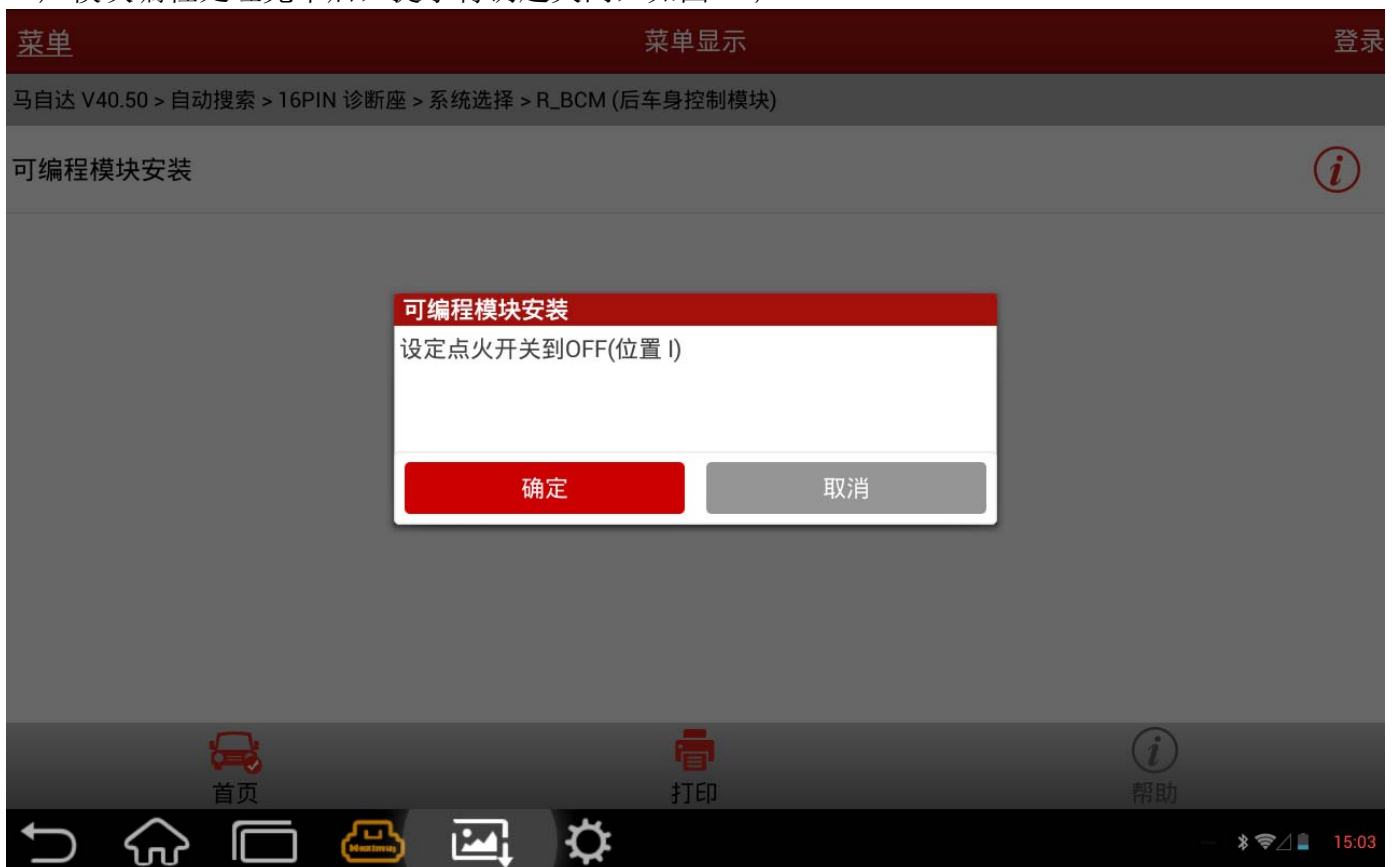 菜单 菜单显示 登录
马自达 V40.50 > 自动搜索 > 16PIN 诊断座 > 系统选择 > R_BCM (后车身控制模块)
可编程模块安装
可编程模块安装
设定点火开关到OFF(位置 I)
确定 取消
首页 打印 帮助
15:03